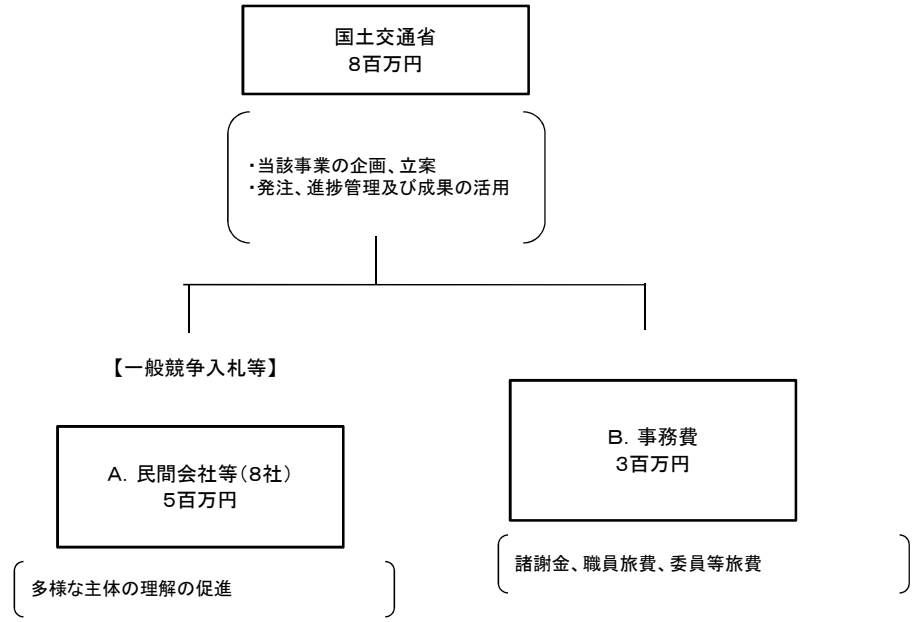 国土交通省
8百万円
・当該事業の企画、立案
・発注、進捗管理及び成果の活用
【一般競争入札等】
A. 民間会社等(8社)
5百万円
多様な主体の理解の促進
B. 事務費
3百万円
諸謝金、職員旅費、委員等旅費